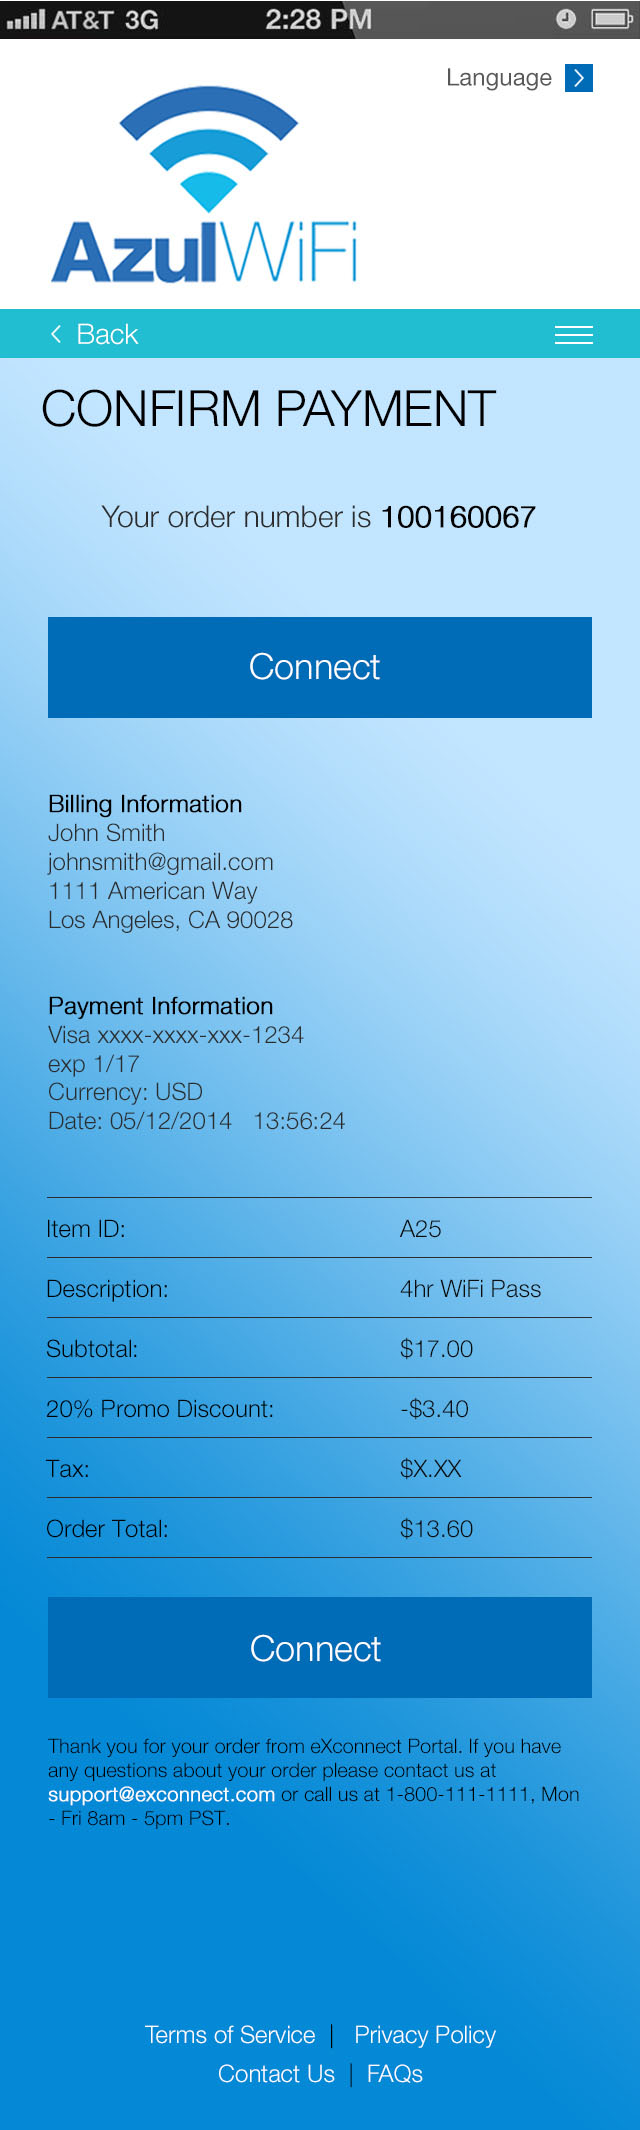 AT&T 3G 2:28 PM
Language
AzulWiFi
Back
CONFIRM PAYMENT
Your order number is 100160067
Connect
Billing Information
John Smith
johnsmith@gmail.com
1111 American Way
Los Angeles, CA 90028
Payment Information
Visa xxxx-xxxx-xxx-1234
exp 1/17
Currency: USD
Date: 05/12/2014 13:56:24
Item ID: A25
Description: 4hr WiFi Pass
Subtotal: $17.00
20% Promo Discount: -$3.40
Tax: $X.XX
Order Total: $13.60
Connect
Thank you for your order from eXconnect Portal. If you have
any questions about your order please contact us at
support@exconnect.com or call us at 1-800-111-1111, Mon
- Fri 8am - 5pm PST.
Terms of Service | Privacy Policy
Contact Us | FAQs